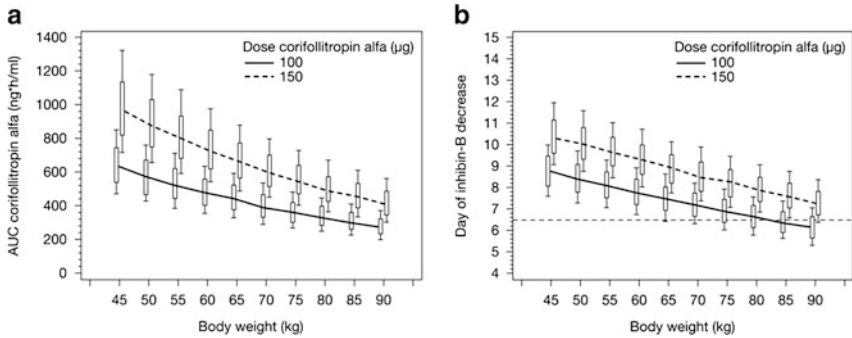 a
Dose corifollitropin alfa (µg)
100
150
AUC corifollitropin alfa (ng*h/ml)
1400
1200
1000
800
600
400
200
0
45 50 55 60 65 70 75 80 85 90
Body weight (kg)
b
Dose corifollitropin alfa (µg)
100
150
Day of inhibin-B decrease
15
14
13
12
11
10
9
8
7
6
5
4
45 50 55 60 65 70 75 80 85 90
Body weight (kg)